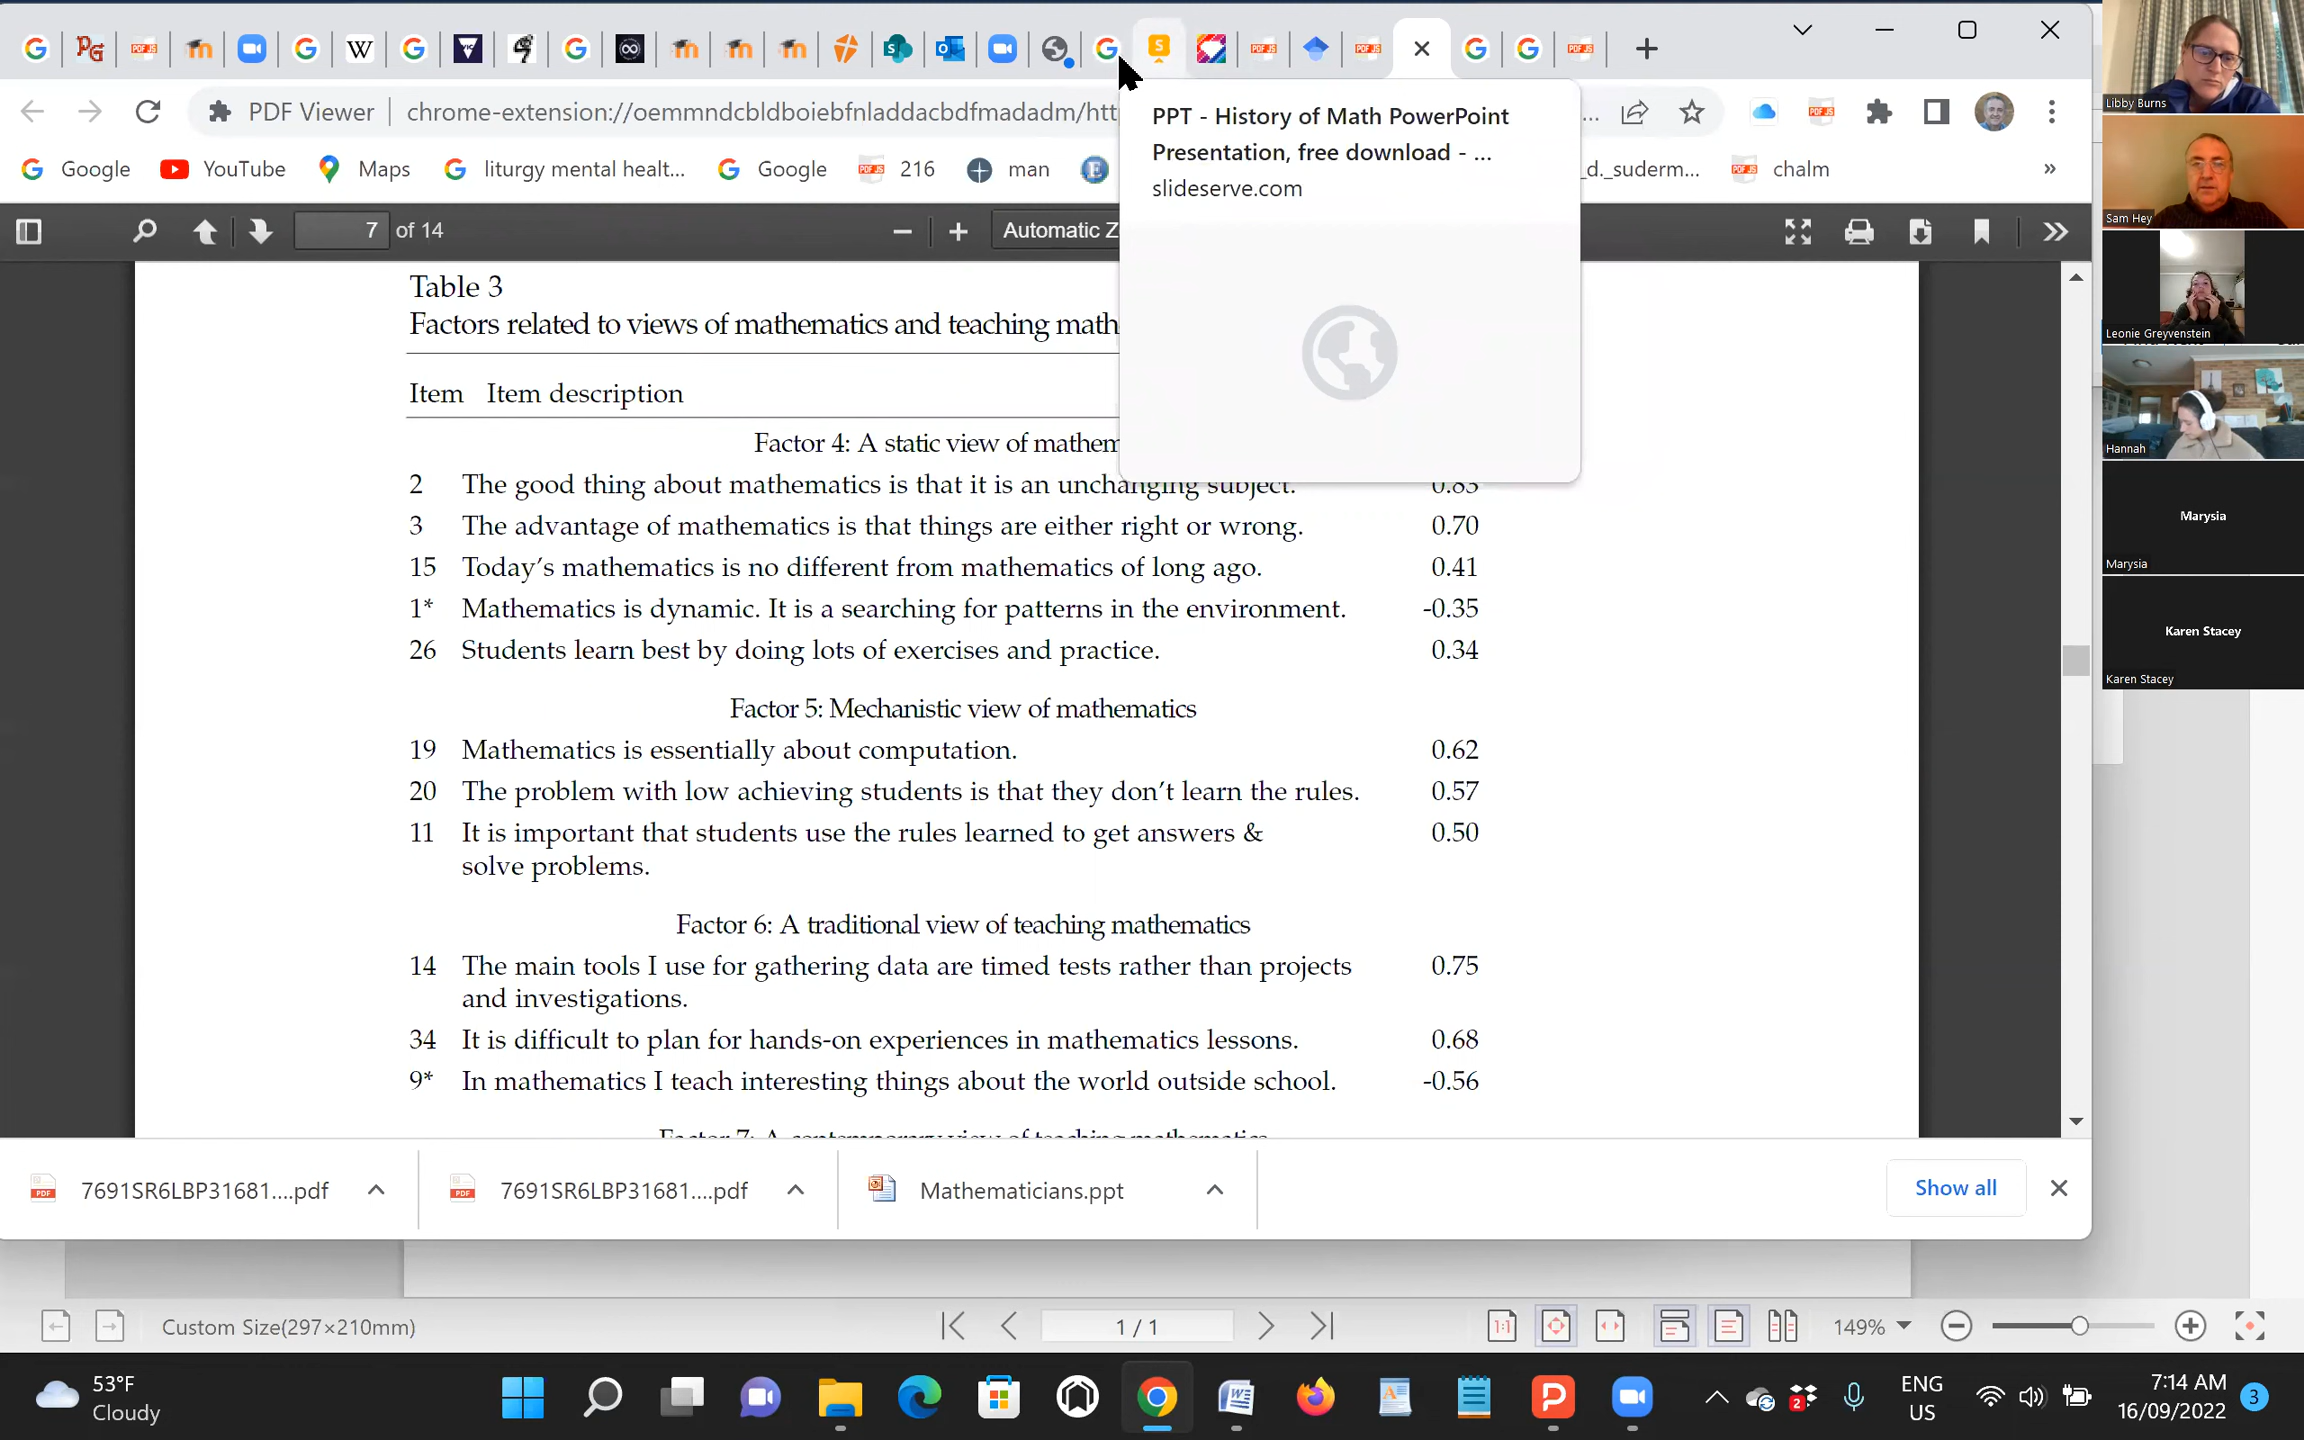 PDF Viewer
chrome-extension://oemmndcbldboiebfnladdacbdfmadadm/htt
...
PPT - History of Math PowerPoint
Presentation, free download - ...
slideserve.com
Google
YouTube
Maps
liturgy mental healt...
Google
216
man
_d._suderm...
chalm
7 of 14
Automatic Z
Table 3
Factors related to views of mathematics and teaching math
Item Item description
Factor 4: A static view of mathem
2 The good thing about mathematics is that it is an unchanging subject. 0.83
3 The advantage of mathematics is that things are either right or wrong. 0.70
15 Today's mathematics is no different from mathematics of long ago. 0.41
1* Mathematics is dynamic. It is a searching for patterns in the environment. -0.35
26 Students learn best by doing lots of exercises and practice. 0.34
Factor 5: Mechanistic view of mathematics
19 Mathematics is essentially about computation. 0.62
20 The problem with low achieving students is that they don't learn the rules. 0.57
11 It is important that students use the rules learned to get answers & 0.50
solve problems.
Factor 6: A traditional view of teaching mathematics
14 The main tools I use for gathering data are timed tests rather than projects 0.75
and investigations.
34 It is difficult to plan for hands-on experiences in mathematics lessons. 0.68
9* In mathematics I teach interesting things about the world outside school. -0.56
Factor 7: A contemporary view of teaching mathematics
7691SR6LBP31681....pdf
7691SR6LBP31681....pdf
Mathematicians.ppt
Show all
Custom Size(297×210mm)
1 / 1
1:1
149%
53°F
Cloudy
ENG
US
7:14 AM
16/09/2022
3
2
Libby Burns
Sam Hey
Leonie Greyvenstein
Hannah
Marysia
Marysia
Karen Stacey
Karen Stacey